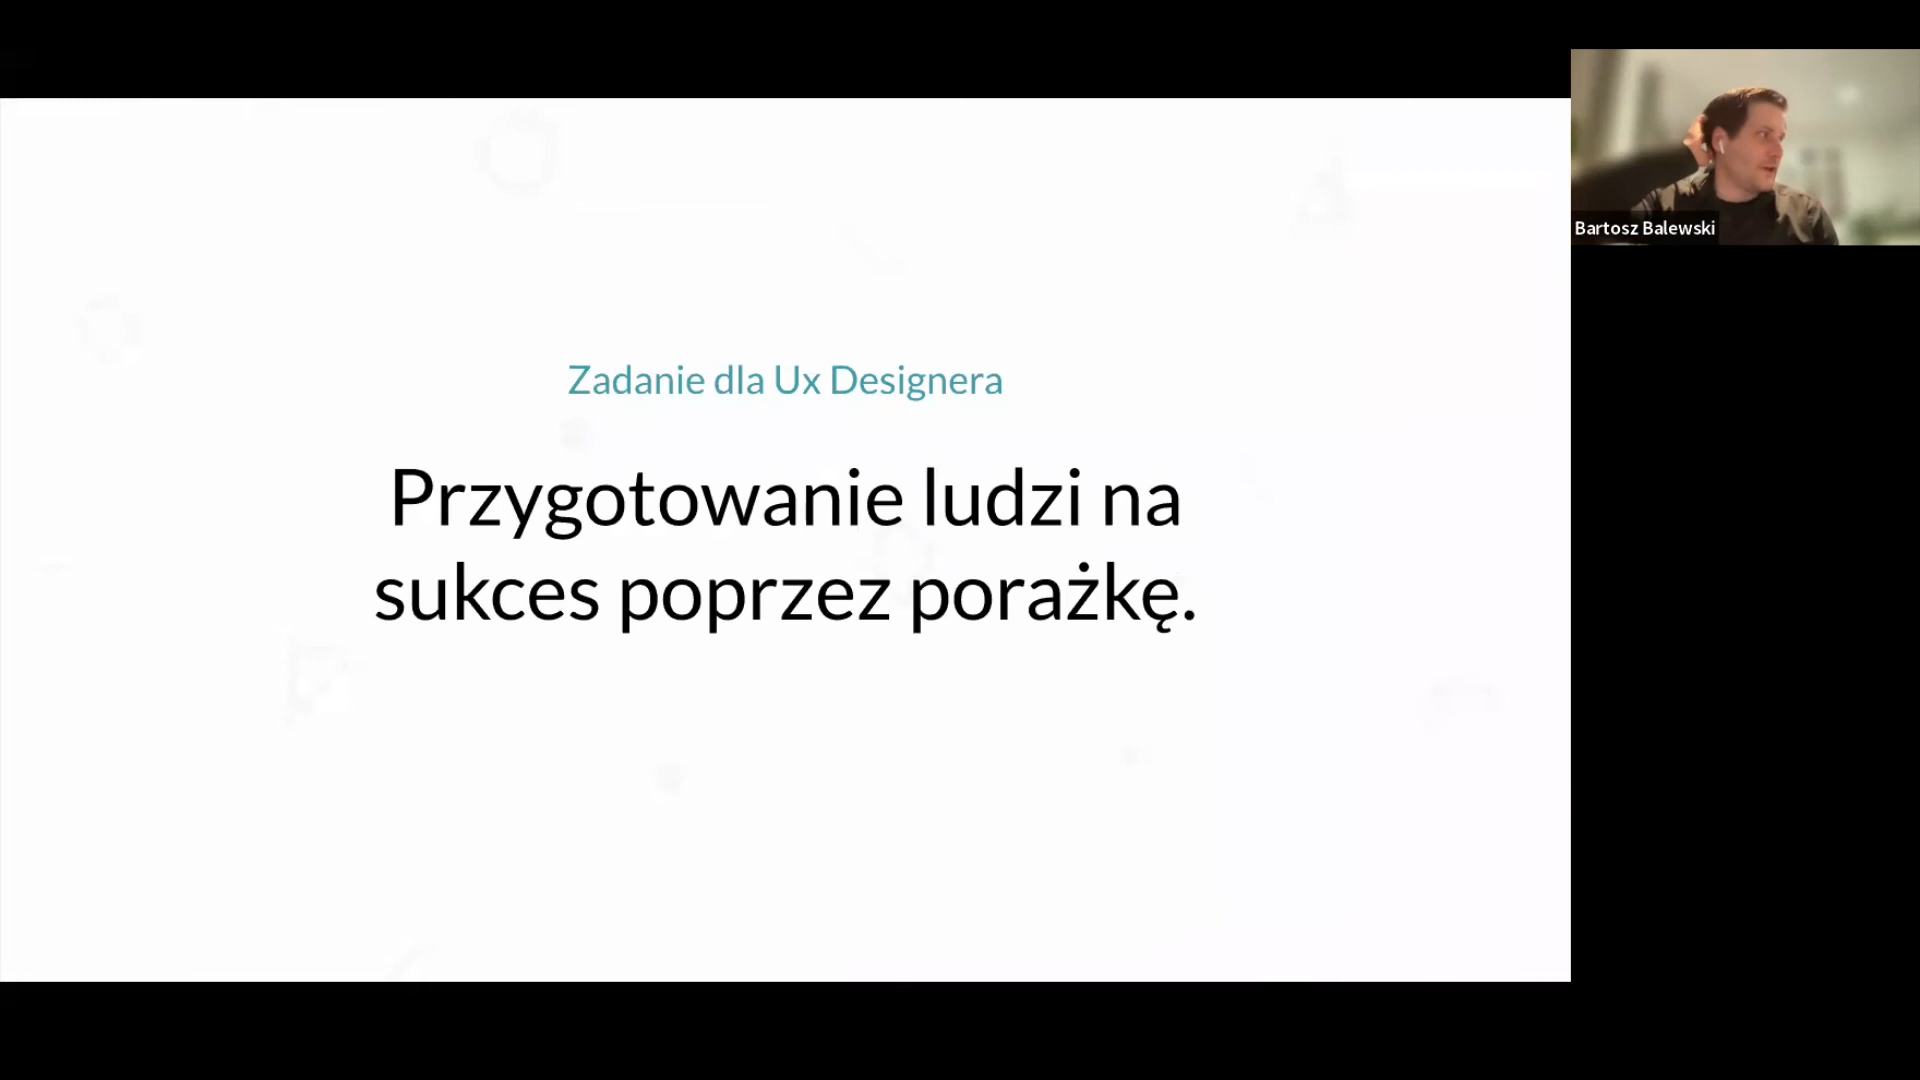 Zadanie dla Ux Designera
Przygotowanie ludzi na
sukces poprzez porażkę.
Bartosz Balewski